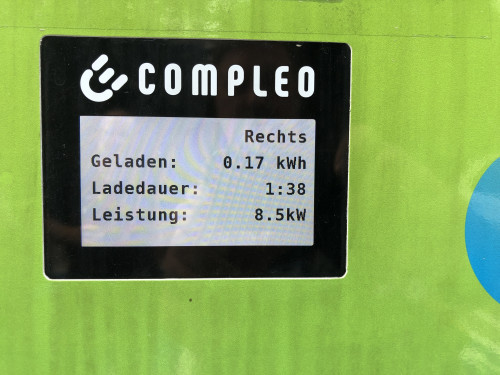 COMPLEO
Rechts
Geladen: 0.17 kWh
Ladedauer: 1:38
Leistung: 8.5kW